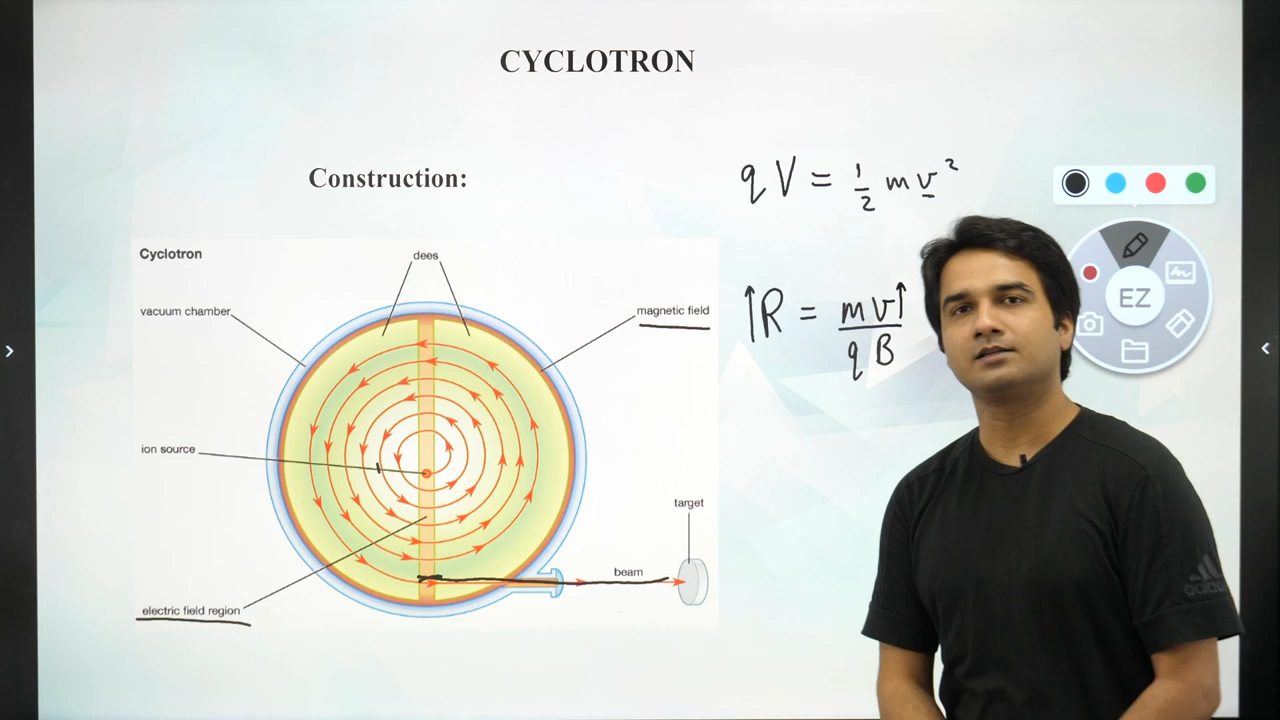 CYCLOTRON
Construction:
qV = 1/2 mv²
↑R = mv↑/qB
EZ
Cyclotron
dees
vacuum chamber
magnetic field
ion source
target
beam
electric field region
adidas